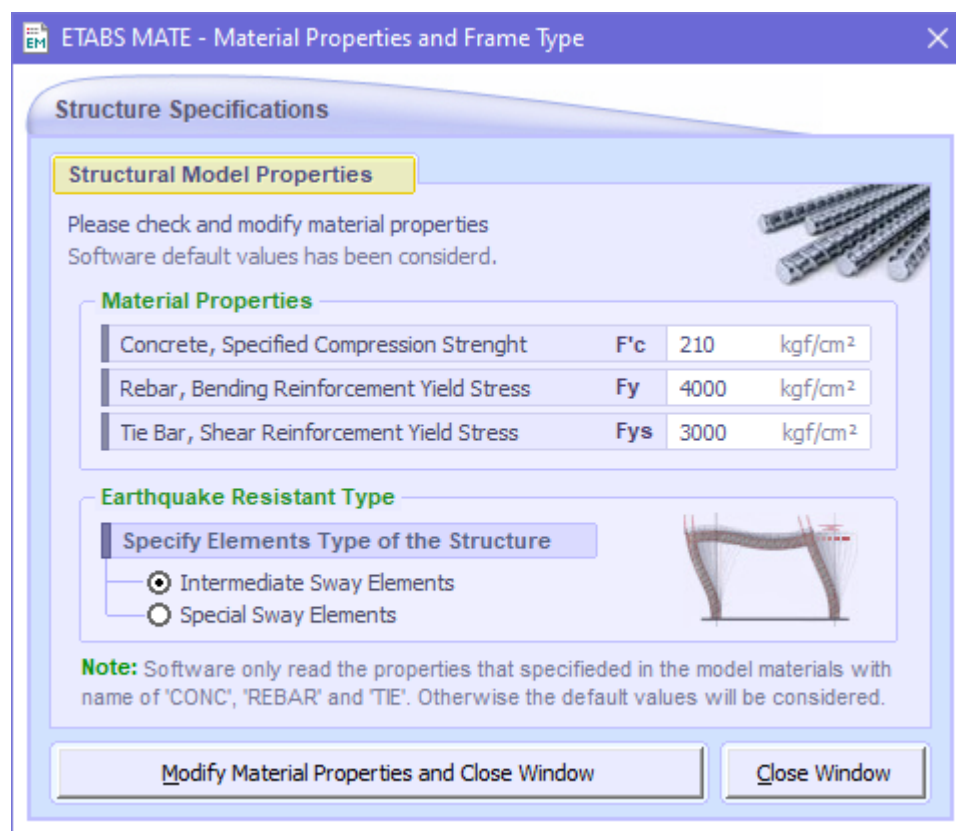 EM ETABS MATE - Material Properties and Frame Type
Structure Specifications
Structural Model Properties
Please check and modify material properties
Software default values has been considerd.
Material Properties
Concrete, Specified Compression Strenght F'c 210 kgf/cm²
Rebar, Bending Reinforcement Yield Stress Fy 4000 kgf/cm²
Tie Bar, Shear Reinforcement Yield Stress Fys 3000 kgf/cm²
Earthquake Resistant Type
Specify Elements Type of the Structure
Intermediate Sway Elements
Special Sway Elements
Note: Software only read the properties that specifieded in the model materials with
name of 'CONC', 'REBAR' and 'TIE'. Otherwise the default values will be considered.
Modify Material Properties and Close Window Close Window